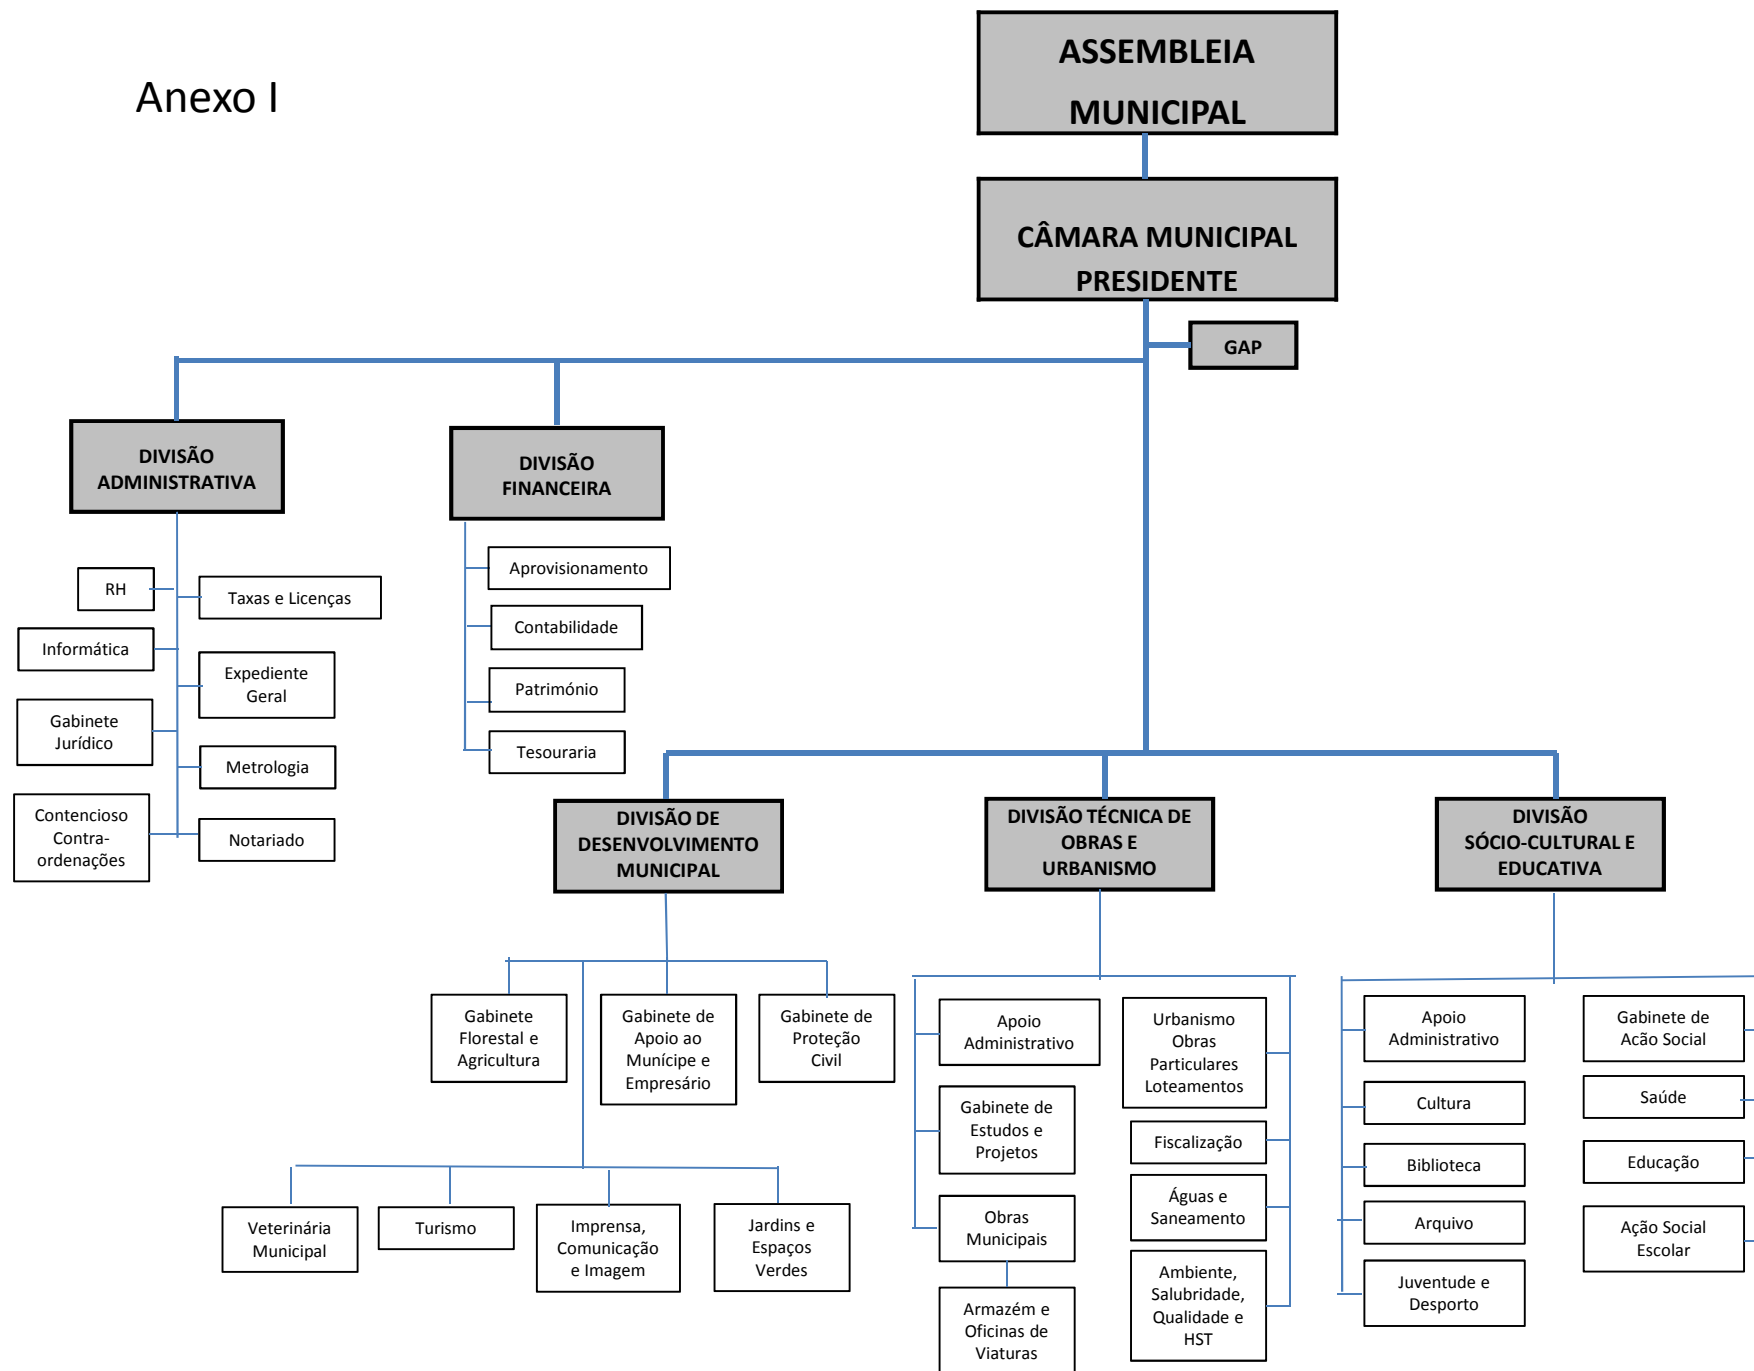 Anexo I
ASSEMBLEIA
MUNICIPAL
CÂMARA MUNICIPAL
PRESIDENTE
GAP
DIVISÃO
ADMINISTRATIVA
DIVISÃO
FINANCEIRA
RH
Taxas e Licenças
Informática
Expediente
Geral
Gabinete
Jurídico
Metrologia
Contencioso
Contra-
ordenações
Notariado
Aprovisionamento
Contabilidade
Património
Tesouraria
DIVISÃO DE
DESENVOLVIMENTO
MUNICIPAL
DIVISÃO TÉCNICA DE
OBRAS E
URBANISMO
DIVISÃO
SÓCIO-CULTURAL E
EDUCATIVA
Gabinete
Florestal e
Agricultura
Gabinete de
Apoio ao
Munícipe e
Empresário
Gabinete de
Proteção
Civil
Veterinária
Municipal
Turismo
Imprensa,
Comunicação
e Imagem
Jardins e
Espaços
Verdes
Apoio
Administrativo
Gabinete de
Estudos e
Projetos
Obras
Municipais
Armazém e
Oficinas de
Viaturas
Urbanismo
Obras
Particulares
Loteamentos
Fiscalização
Águas e
Saneamento
Ambiente,
Salubridade,
Qualidade e
HST
Apoio
Administrativo
Cultura
Biblioteca
Arquivo
Juventude e
Desporto
Gabinete de
Acão Social
Saúde
Educação
Ação Social
Escolar